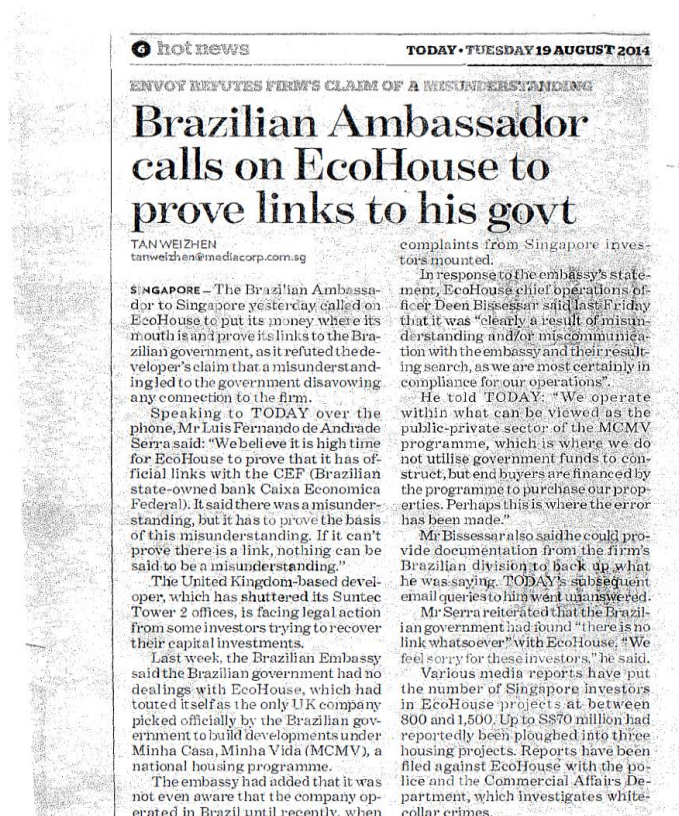 6 hot news
TODAY • TUESDAY 19 AUGUST 2014
ENVOY REFUTES FIRM'S CLAIM OF A MISUNDERSTANDING
Brazilian Ambassador
calls on EcoHouse to
prove links to his govt
TAN WEIZHEN
tanweizhen@mediacorp.com.sg
SINGAPORE — The Brazilian Ambassa-
dor to Singapore yesterday called on
EcoHouse to put its money where its
mouth is and prove its links to the Bra-
zilian government, as it refuted the de-
veloper's claim that a misunderstand-
ing led to the government disavowing
any connection to the firm.
Speaking to TODAY over the
phone, Mr Luis Fernando de Andrade
Serra said: "We believe it is high time
for EcoHouse to prove that it has of-
ficial links with the CEF (Brazilian
state-owned bank Caixa Economica
Federal). It said there was a misunder-
standing, but it has to prove the basis
of this misunderstanding. If it can't
prove there is a link, nothing can be
said to be a misunderstanding."
The United Kingdom-based devel-
oper, which has shuttered its Suntec
Tower 2 offices, is facing legal action
from some investors trying to recover
their capital investments.
Last week, the Brazilian Embassy
said the Brazilian government had no
dealings with EcoHouse, which had
touted itself as the only UK company
picked officially by the Brazilian gov-
ernment to build developments under
Minha Casa, Minha Vida (MCMV), a
national housing programme.
The embassy had added that it was
not even aware that the company op-
erated in Brazil until recently, when
complaints from Singapore inves-
tors mounted.
In response to the embassy's state-
ment, EcoHouse chief operations of-
ficer Deen Bissessar said last Friday
that it was "clearly a result of misun-
derstanding and/or miscommunica-
tion with the embassy and their result-
ing search, as we are most certainly in
compliance for our operations".
He told TODAY: "We operate
within what can be viewed as the
public-private sector of the MCMV
programme, which is where we do
not utilise government funds to con-
struct, but end buyers are financed by
the programme to purchase our prop-
erties. Perhaps this is where the error
has been made."
Mr Bissessar also said he could pro-
vide documentation from the firm's
Brazilian division to back up what
he was saying. TODAY's subsequent
email queries to him went unanswered.
Mr Serra reiterated that the Brazil-
ian government had found "there is no
link whatsoever" with EcoHouse. "We
feel sorry for these investors," he said.
Various media reports have put
the number of Singapore investors
in EcoHouse projects at between
800 and 1,500. Up to S$70 million had
reportedly been ploughed into three
housing projects. Reports have been
filed against EcoHouse with the po-
lice and the Commercial Affairs De-
partment, which investigates white-
collar crimes.